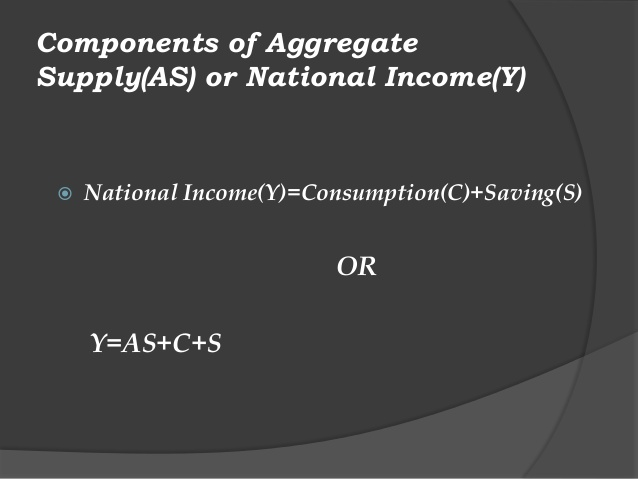 Components of Aggregate
Supply(AS) or National Income(Y)
National Income(Y)=Consumption(C)+Saving(S)
OR
Y=AS+C+S